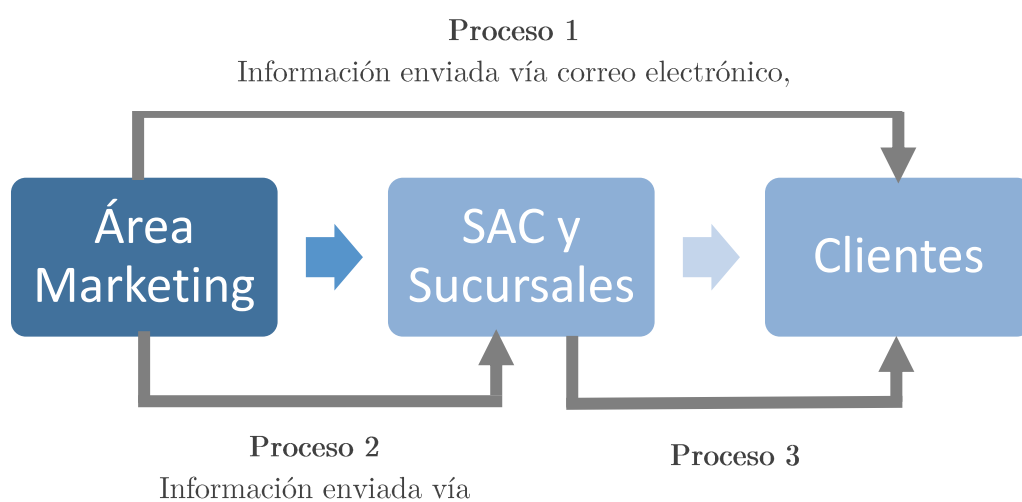 Proceso 1
Información enviada vía correo electrónico,
Área
Marketing
SAC y
Sucursales
Clientes
Proceso 2
Información enviada vía
Proceso 3